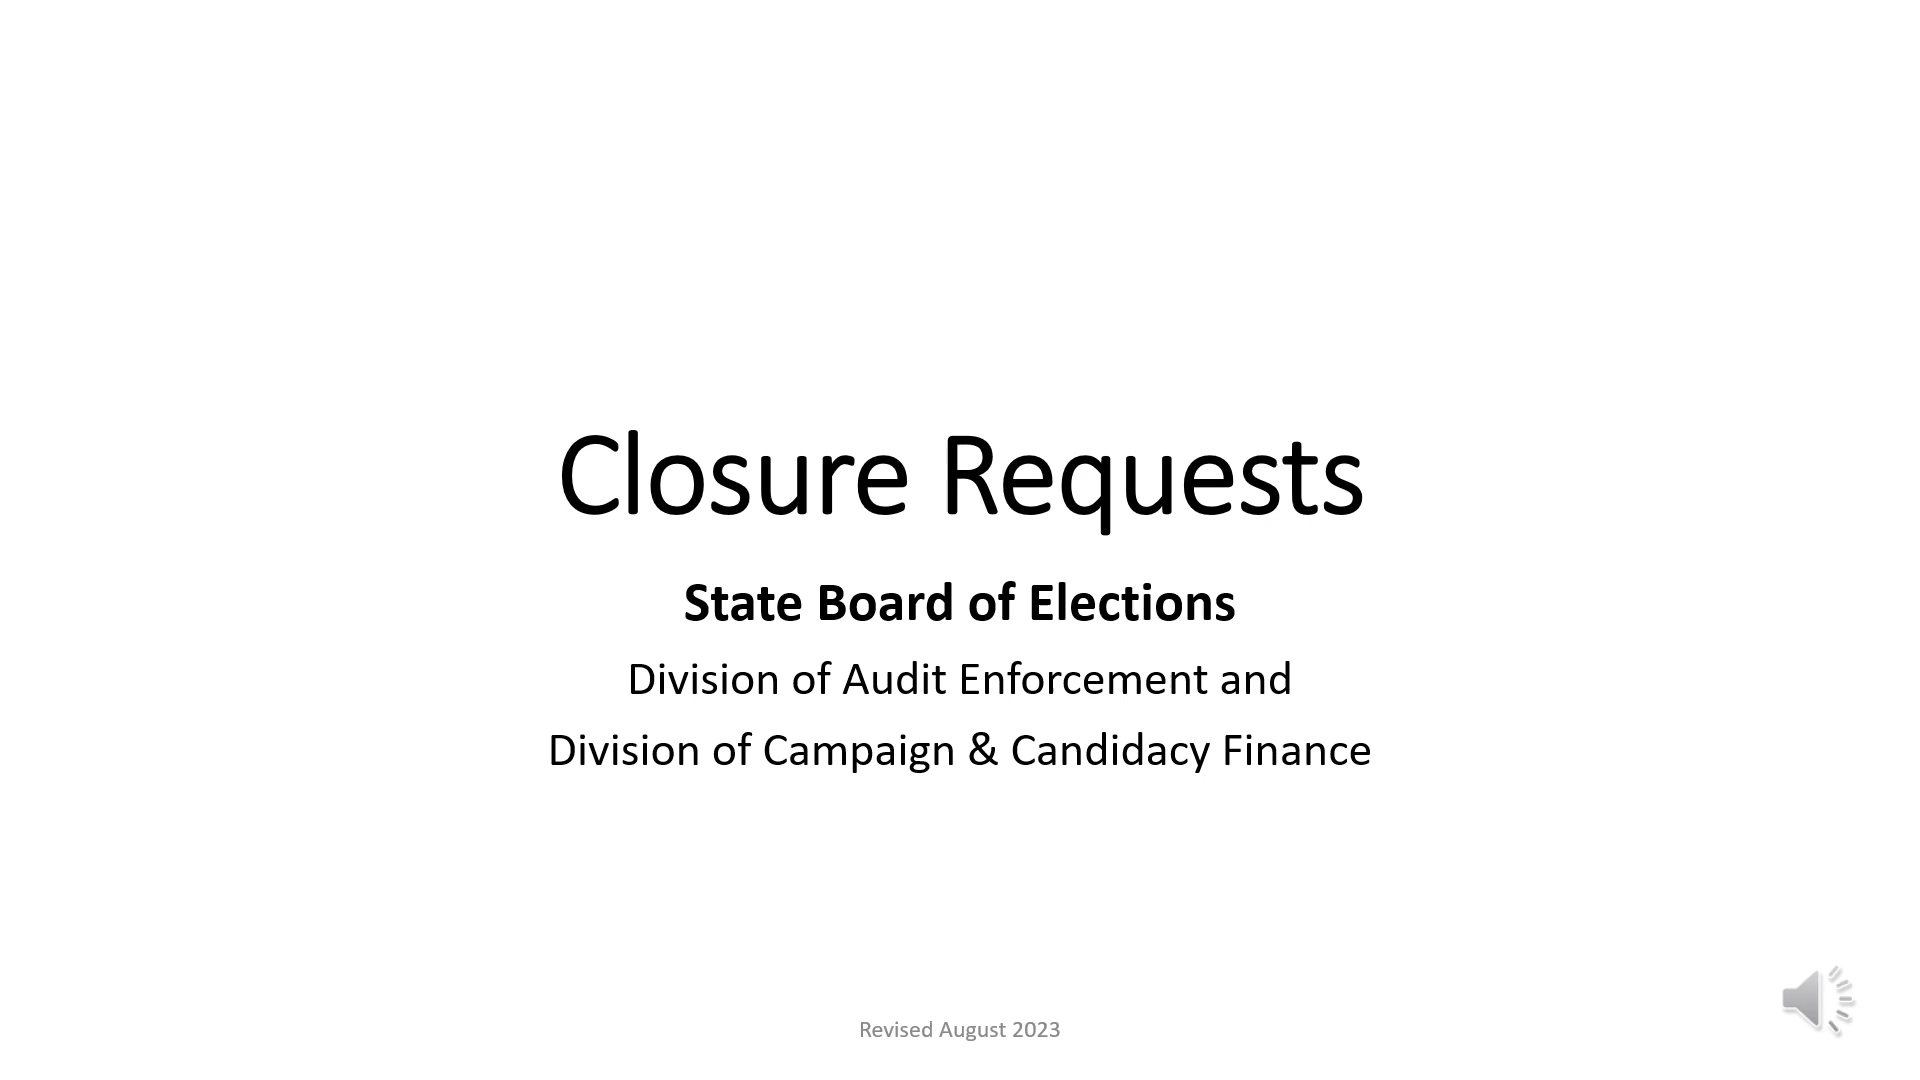 Closure Requests
State Board of Elections
Division of Audit Enforcement and
Division of Campaign & Candidacy Finance
Revised August 2023